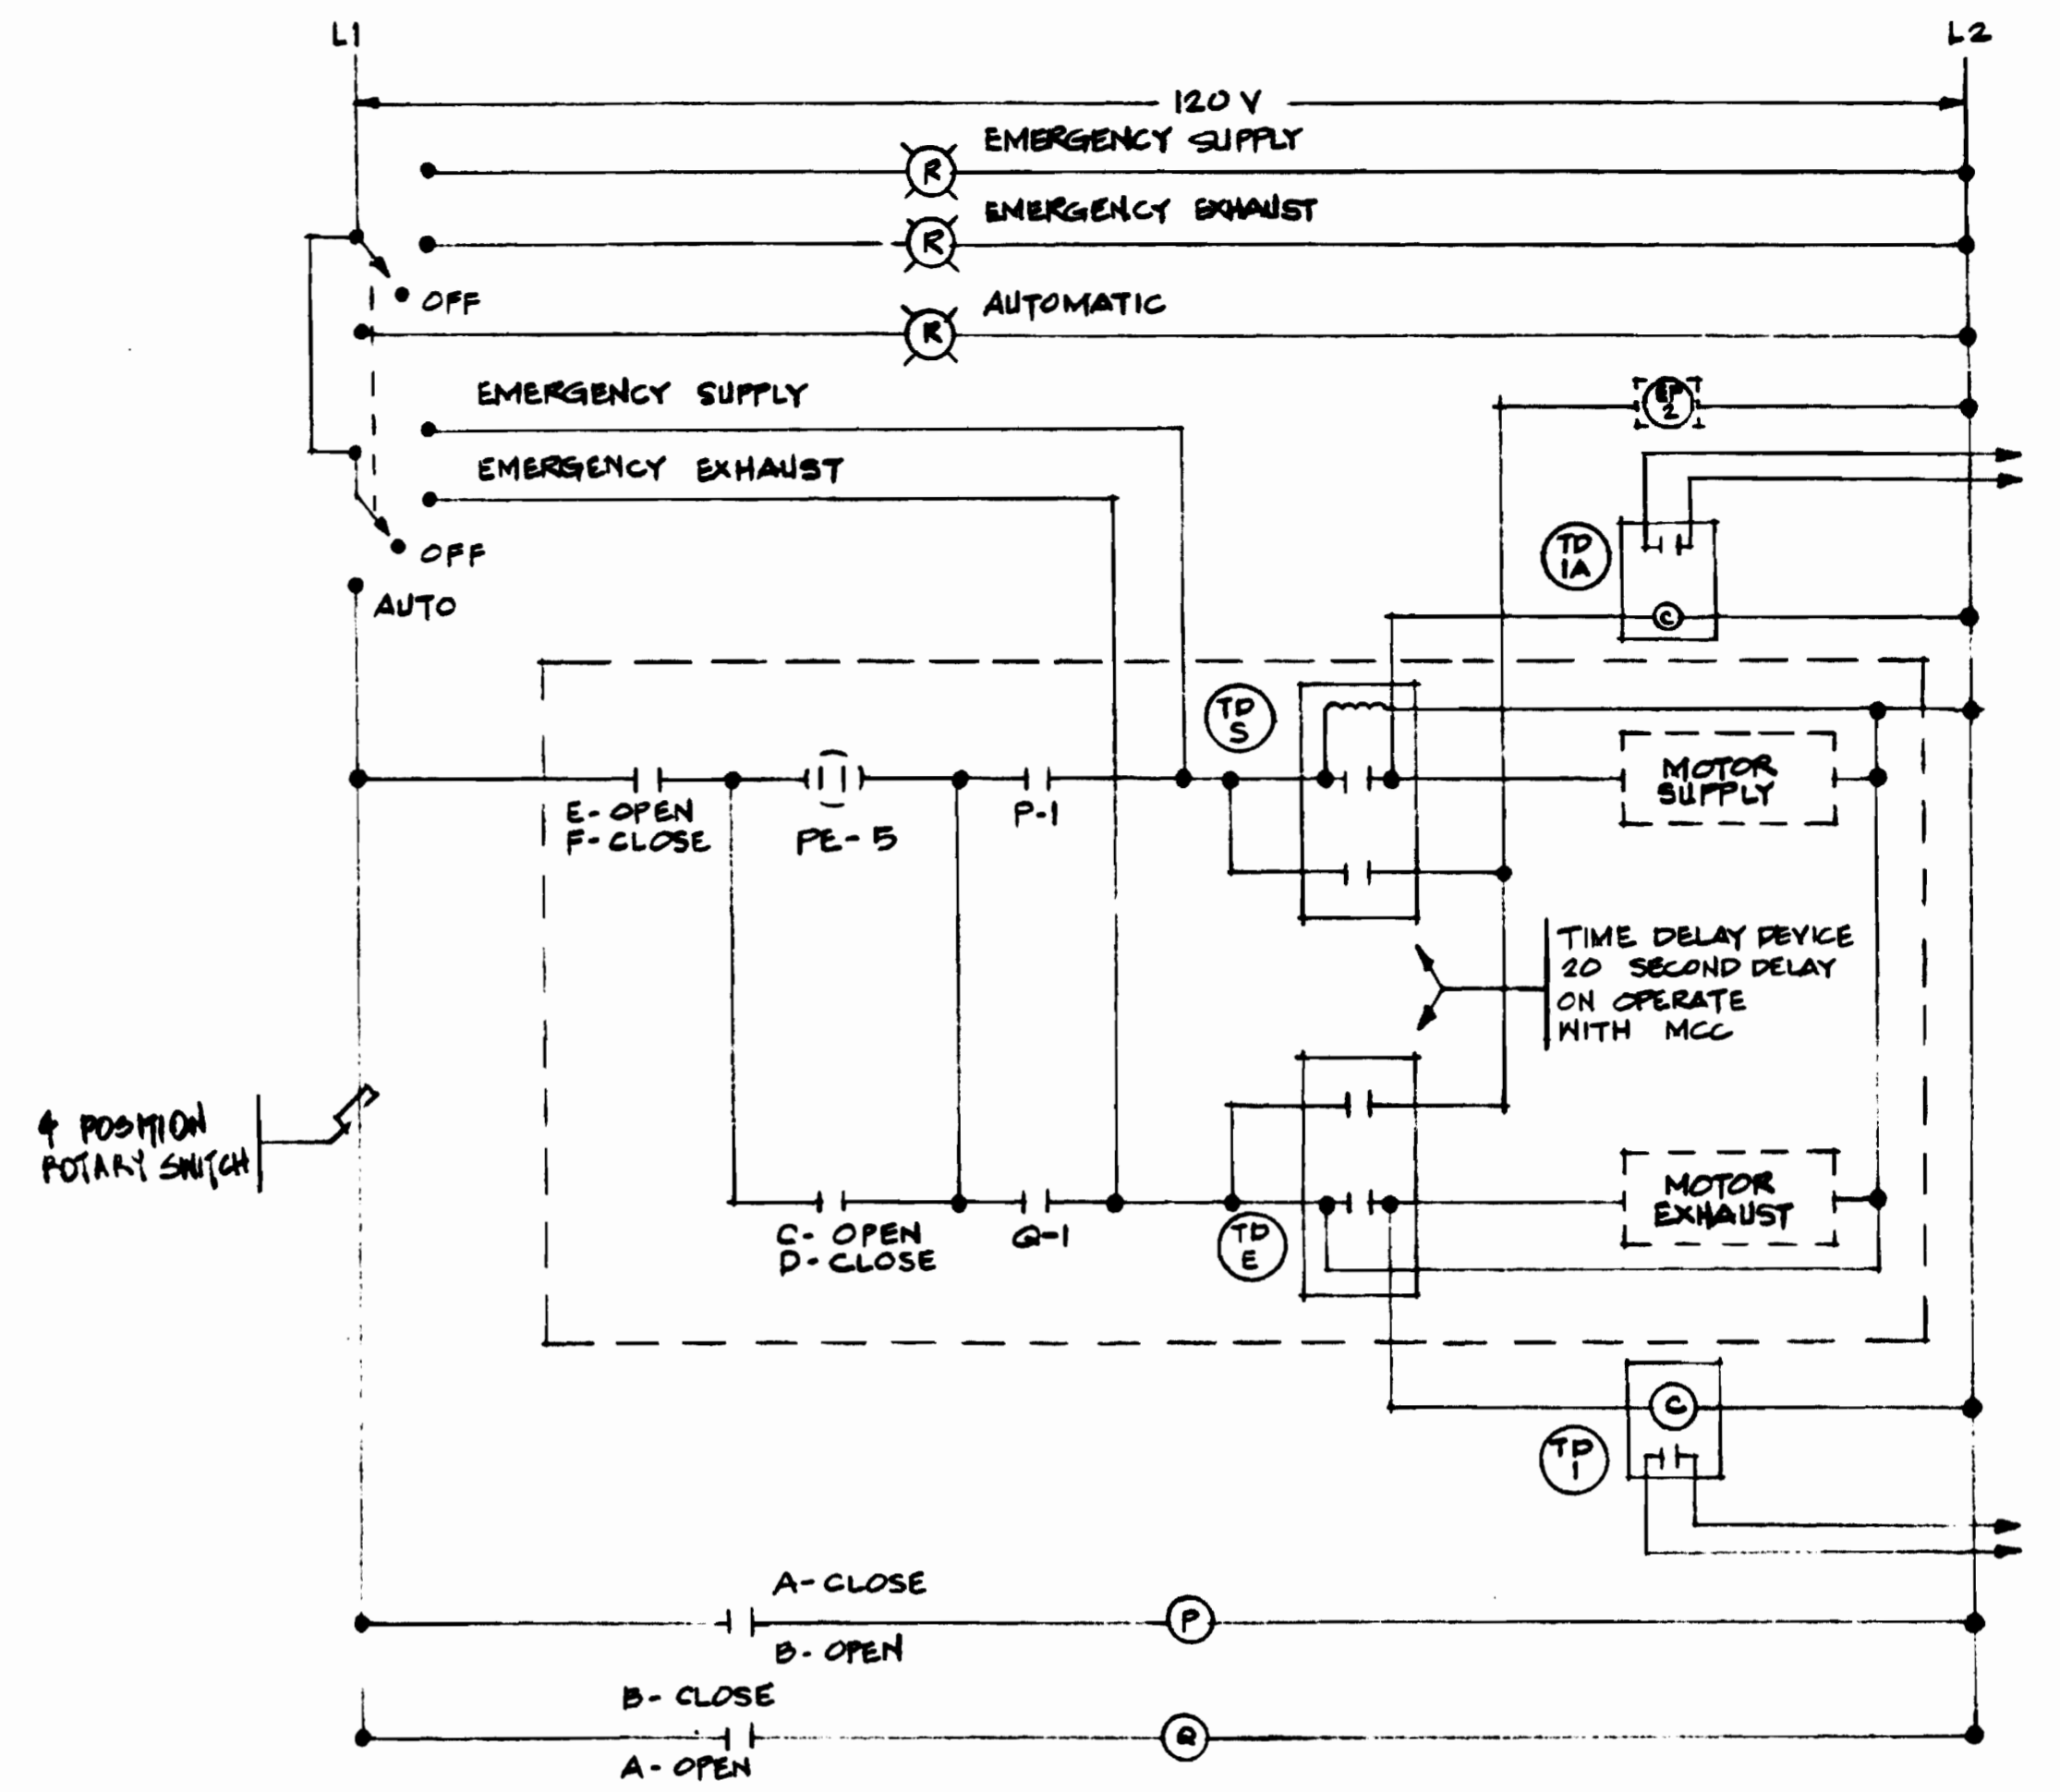 L1
L2
120 V
EMERGENCY SUPPLY
R
EMERGENCY EXHAUST
R
OFF
AUTOMATIC
R
EMERGENCY SUPPLY
EP
2
EMERGENCY EXHAUST
OFF
TD
1A
AUTO
C
TD
S
MOTOR
SUPPLY
E- OPEN
F- CLOSE
PE- 5
P-1
TIME DELAY DEVICE
20 SECOND DELAY
ON OPERATE
WITH MCC
4 POSITION
ROTARY SWITCH
MOTOR
EXHAUST
C- OPEN
D- CLOSE
Q-1
TD
E
C
TD
1
A- CLOSE
P
B- OPEN
B- CLOSE
Q
A- OPEN